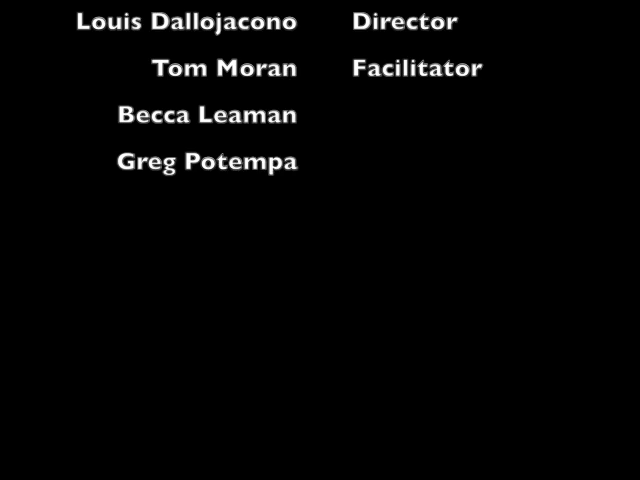 Louis Dallojacono Director
Tom Moran Facilitator
Becca Leaman
Greg Potempa